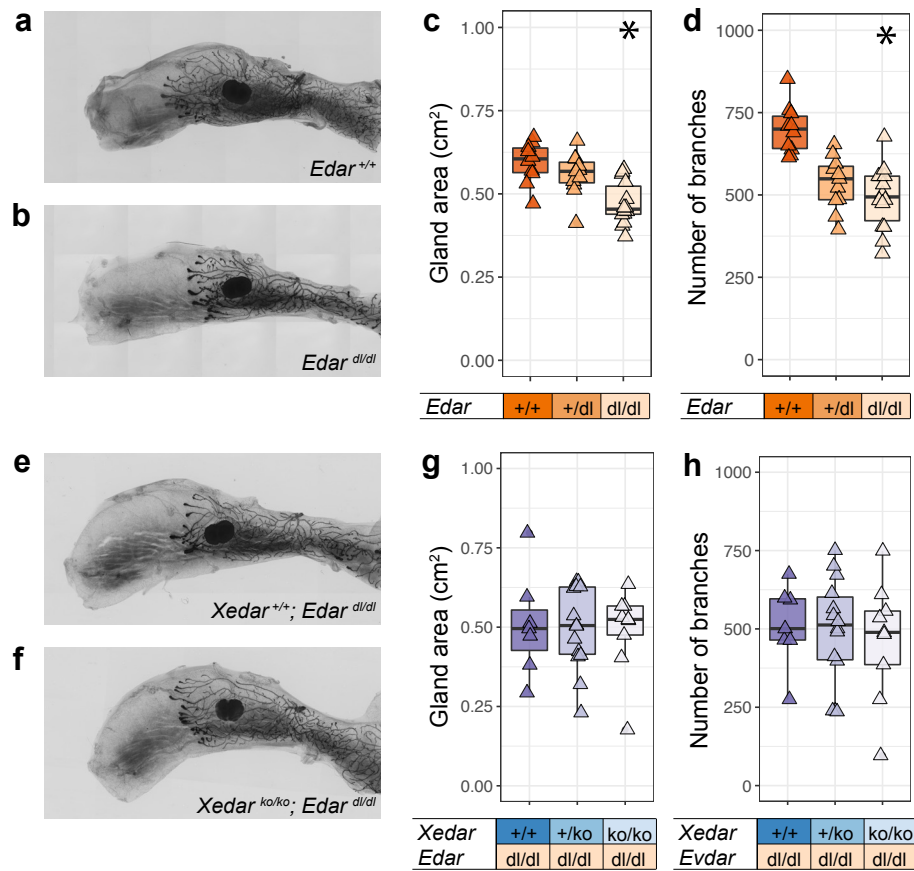 a
Edar +/+
b
Edar dl/dl
c
Gland area (cm²)
1.00
0.75
0.50
0.25
0.00
*
Edar +/+ +/dl dl/dl
d
Number of branches
1000
750
500
250
0
*
Edar +/+ +/dl dl/dl
e
Xedar +/+; Edar dl/dl
f
Xedar ko/ko; Edar dl/dl
g
Gland area (cm²)
1.00
0.75
0.50
0.25
0.00
Xedar +/+ +/ko ko/ko
Edar dl/dl dl/dl dl/dl
h
Number of branches
1000
750
500
250
0
Xedar +/+ +/ko ko/ko
Evdar dl/dl dl/dl dl/dl